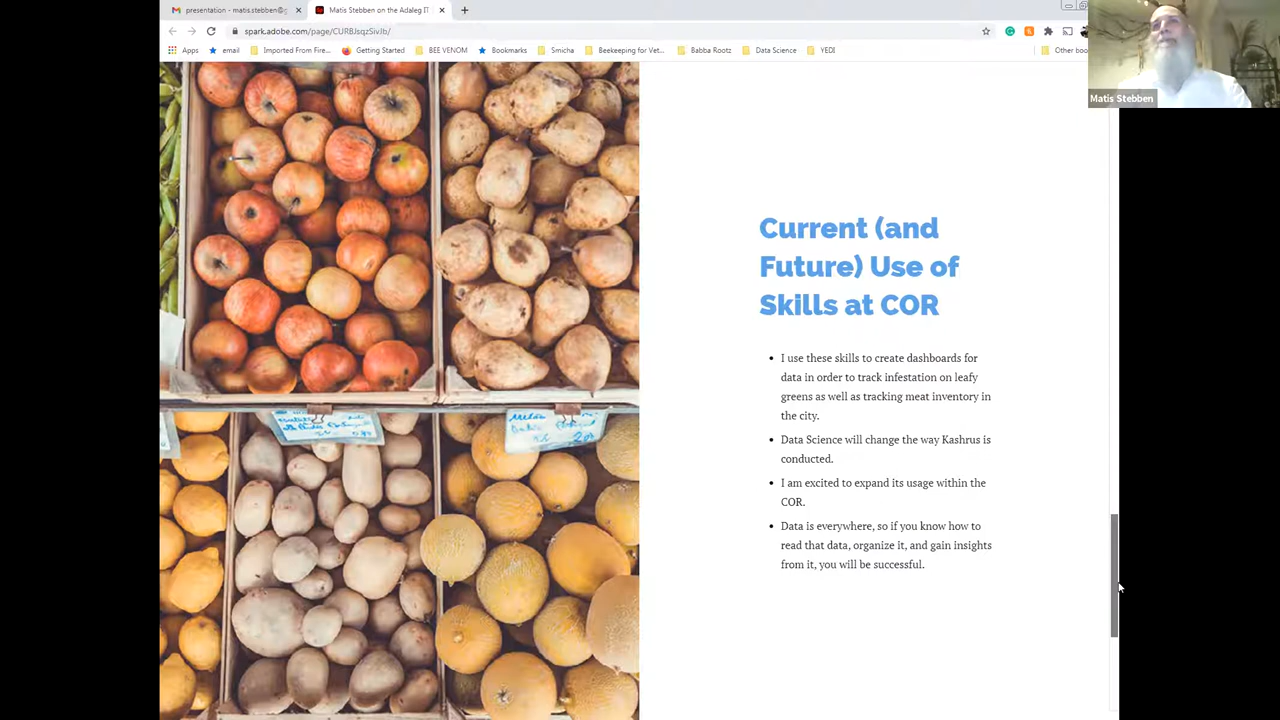 presentation - matis.stebben@
Matis Stebben on the Adaleg IT
spark.adobe.com/page/CURBJsqzSivJb/
Apps
email
Imported From Fire...
Getting Started
BEE VENOM
Bookmarks
Smicha
Beekeeping for Vet...
Babba Rootz
Data Science
YEDI
Other boo
Matis Stebben
Current (and
Future) Use of
Skills at COR
I use these skills to create dashboards for
data in order to track infestation on leafy
greens as well as tracking meat inventory in
the city.
Data Science will change the way Kashrus is
conducted.
I am excited to expand its usage within the
COR.
Data is everywhere, so if you know how to
read that data, organize it, and gain insights
from it, you will be successful.